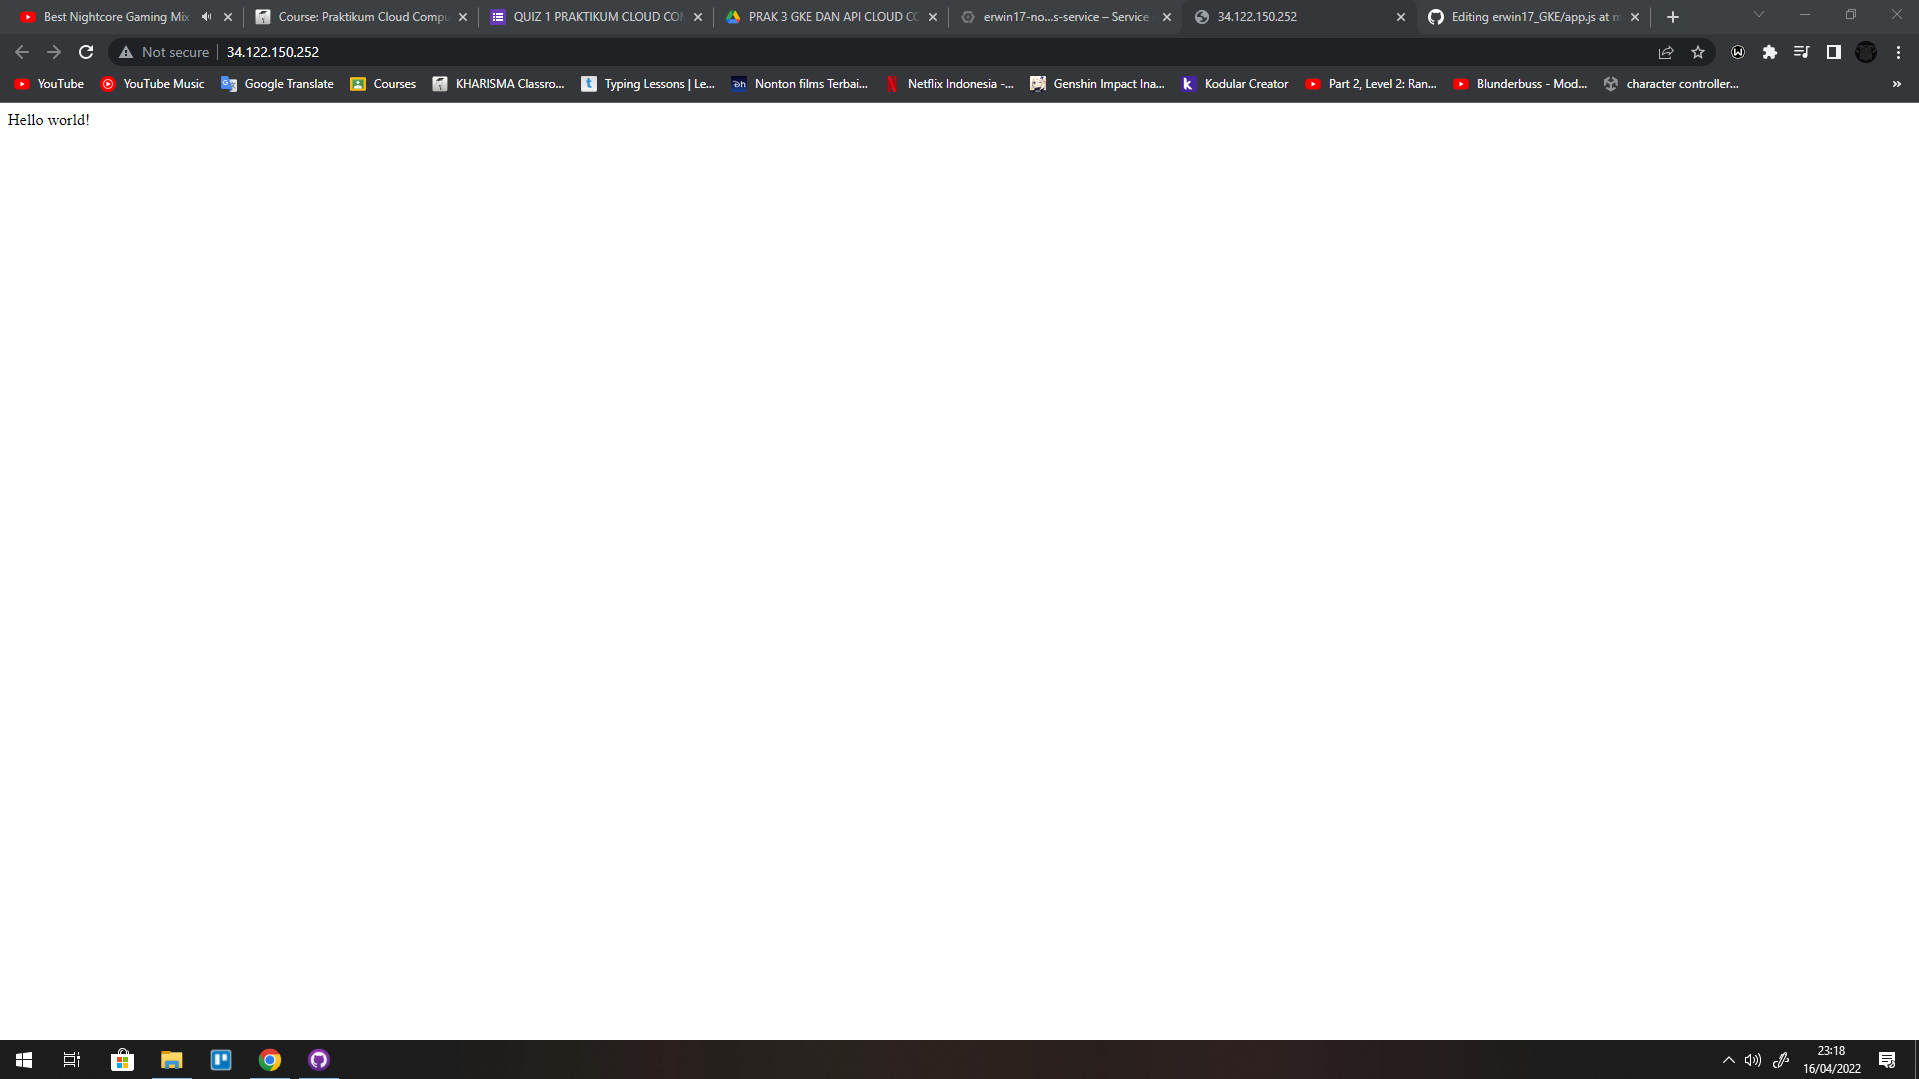 Best Nightcore Gaming Mix
Course: Praktikum Cloud Compu
QUIZ 1 PRAKTIKUM CLOUD COM
PRAK 3 GKE DAN API CLOUD CO
erwin17-no...s-service – Service
34.122.150.252
Editing erwin17_GKE/app.js at m
Not secure
34.122.150.252
YouTube
YouTube Music
Google Translate
Courses
KHARISMA Classro...
Typing Lessons | Le...
Nonton films Terbai...
Netflix Indonesia -...
Genshin Impact Ina...
Kodular Creator
Part 2, Level 2: Ran...
Blunderbuss - Mod...
character controller...
Hello world!
23:18
16/04/2022